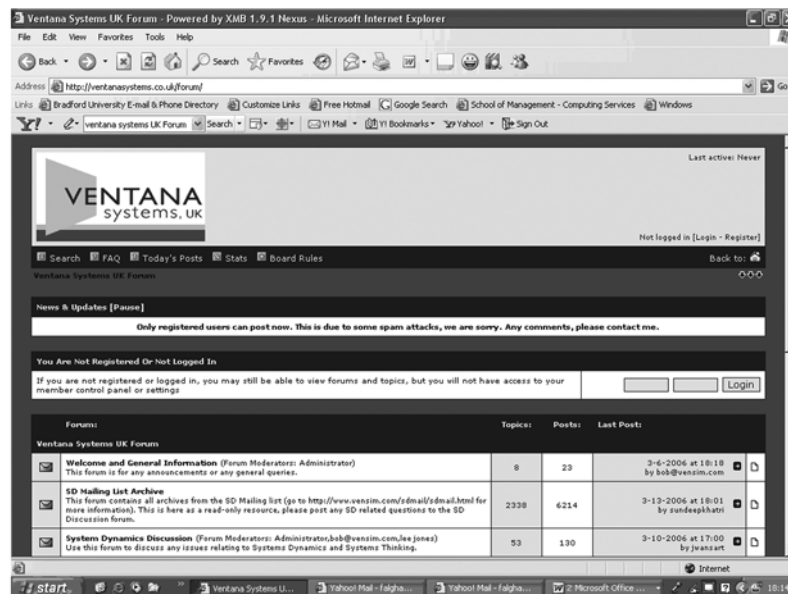 Ventana Systems UK Forum - Powered by XMB 1.9.1 Nexus - Microsoft Internet Explorer
File Edit View Favorites Tools Help
Back Search Favorites
Address http://ventanasystems.co.uk/forum/ Go
Links Bradford University E-mail & Phone Directory Customize Links Free Hotmail Google Search School of Management - Computing Services Windows
Y! ventana systems UK Forum Search Y! Mail Y! Bookmarks Yahoo! Sign Out
Last active: Never
VENTANA
systems, UK
Not logged in [Login - Register]
Search FAQ Today's Posts Stats Board Rules Back to:
Ventana Systems UK Forum
News & Updates [Pause]
Only registered users can post now. This is due to some spam attacks, we are sorry. Any comments, please contact me.
You Are Not Registered Or Not Logged In
If you are not registered or logged in, you may still be able to view forums and topics, but you will not have access to your
member control panel or settings
Login
Forum: Topics: Posts: Last Post:
Ventana Systems UK Forum
Welcome and General Information (Forum Moderators: Administrator)
This forum is for any announcements or any general queries.
8 23 3-6-2006 at 18:18
by bob@vensim.com
SD Mailing List Archive
This forum contains all archives from the SD Mailing list (go to http://www.vensim.com/sdmail/sdmail.html for
more information). This is here as a read-only resource, please post any SD related questions to the SD
Discussion forum.
2338 6214 3-13-2006 at 18:01
by sundeepkhatri
System Dynamics Discussion (Forum Moderators: Administrator,bob@vensim.com,lee jones)
Use this forum to discuss any issues relating to Systems Dynamics and Systems Thinking.
53 130 3-10-2006 at 17:00
by jwansart
Internet
start Ventana Systems U... Yahoo! Mail - falgha... Yahoo! Mail - falgha... 2 Microsoft Office ... 18:14